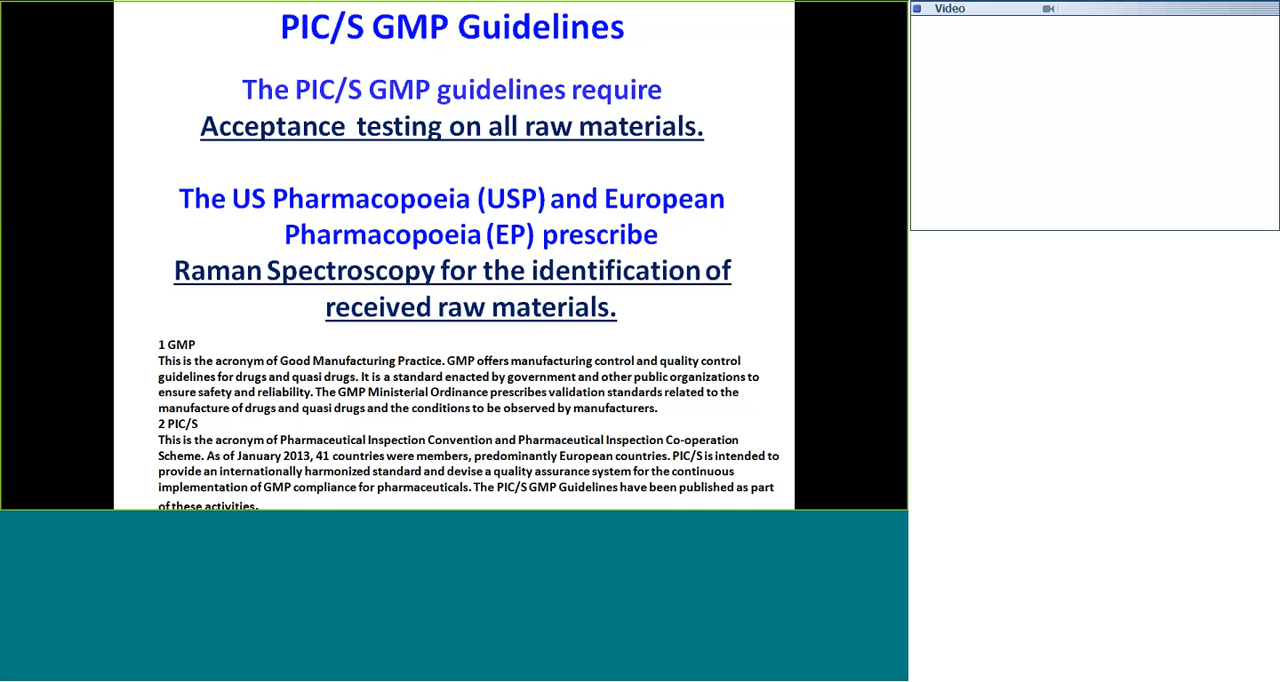 PIC/S GMP Guidelines
Video
The PIC/S GMP guidelines require
Acceptance testing on all raw materials.
The US Pharmacopoeia (USP) and European
Pharmacopoeia (EP) prescribe
Raman Spectroscopy for the identification of
received raw materials.
1 GMP
This is the acronym of Good Manufacturing Practice. GMP offers manufacturing control and quality control
guidelines for drugs and quasi drugs. It is a standard enacted by government and other public organizations to
ensure safety and reliability. The GMP Ministerial Ordinance prescribes validation standards related to the
manufacture of drugs and quasi drugs and the conditions to be observed by manufacturers.
2 PIC/S
This is the acronym of Pharmaceutical Inspection Convention and Pharmaceutical Inspection Co-operation
Scheme. As of January 2013, 41 countries were members, predominantly European countries. PIC/S is intended to
provide an internationally harmonized standard and devise a quality assurance system for the continuous
implementation of GMP compliance for pharmaceuticals. The PIC/S GMP Guidelines have been published as part
of these activities.